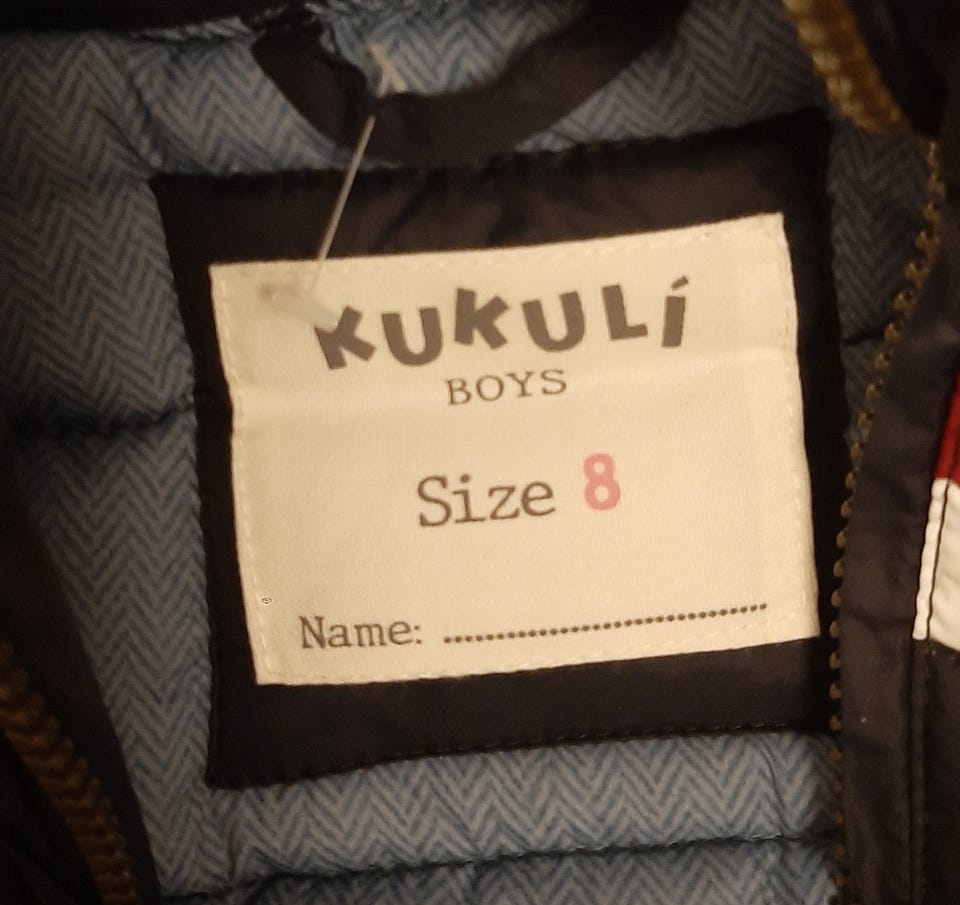 KUKULÍ
BOYS
Size 8
Name: ................................